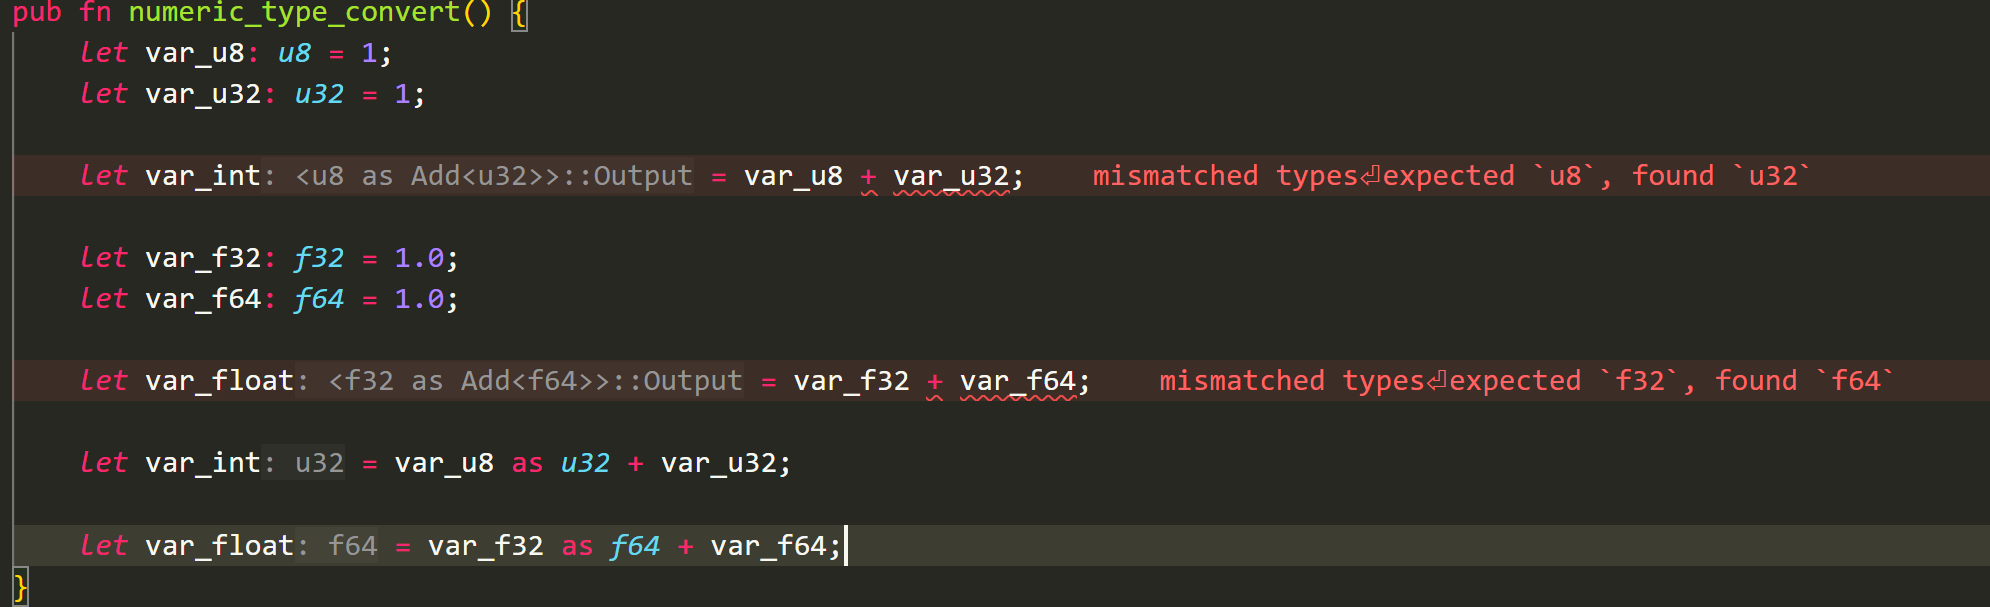 pub fn numeric_type_convert() {
    let var_u8: u8 = 1;
    let var_u32: u32 = 1;
    let var_int: <u8 as Add<u32>>::Output = var_u8 + var_u32;    mismatched types⏎expected `u8`, found `u32`
    let var_f32: f32 = 1.0;
    let var_f64: f64 = 1.0;
    let var_float: <f32 as Add<f64>>::Output = var_f32 + var_f64;    mismatched types⏎expected `f32`, found `f64`
    let var_int: u32 = var_u8 as u32 + var_u32;
    let var_float: f64 = var_f32 as f64 + var_f64;
}